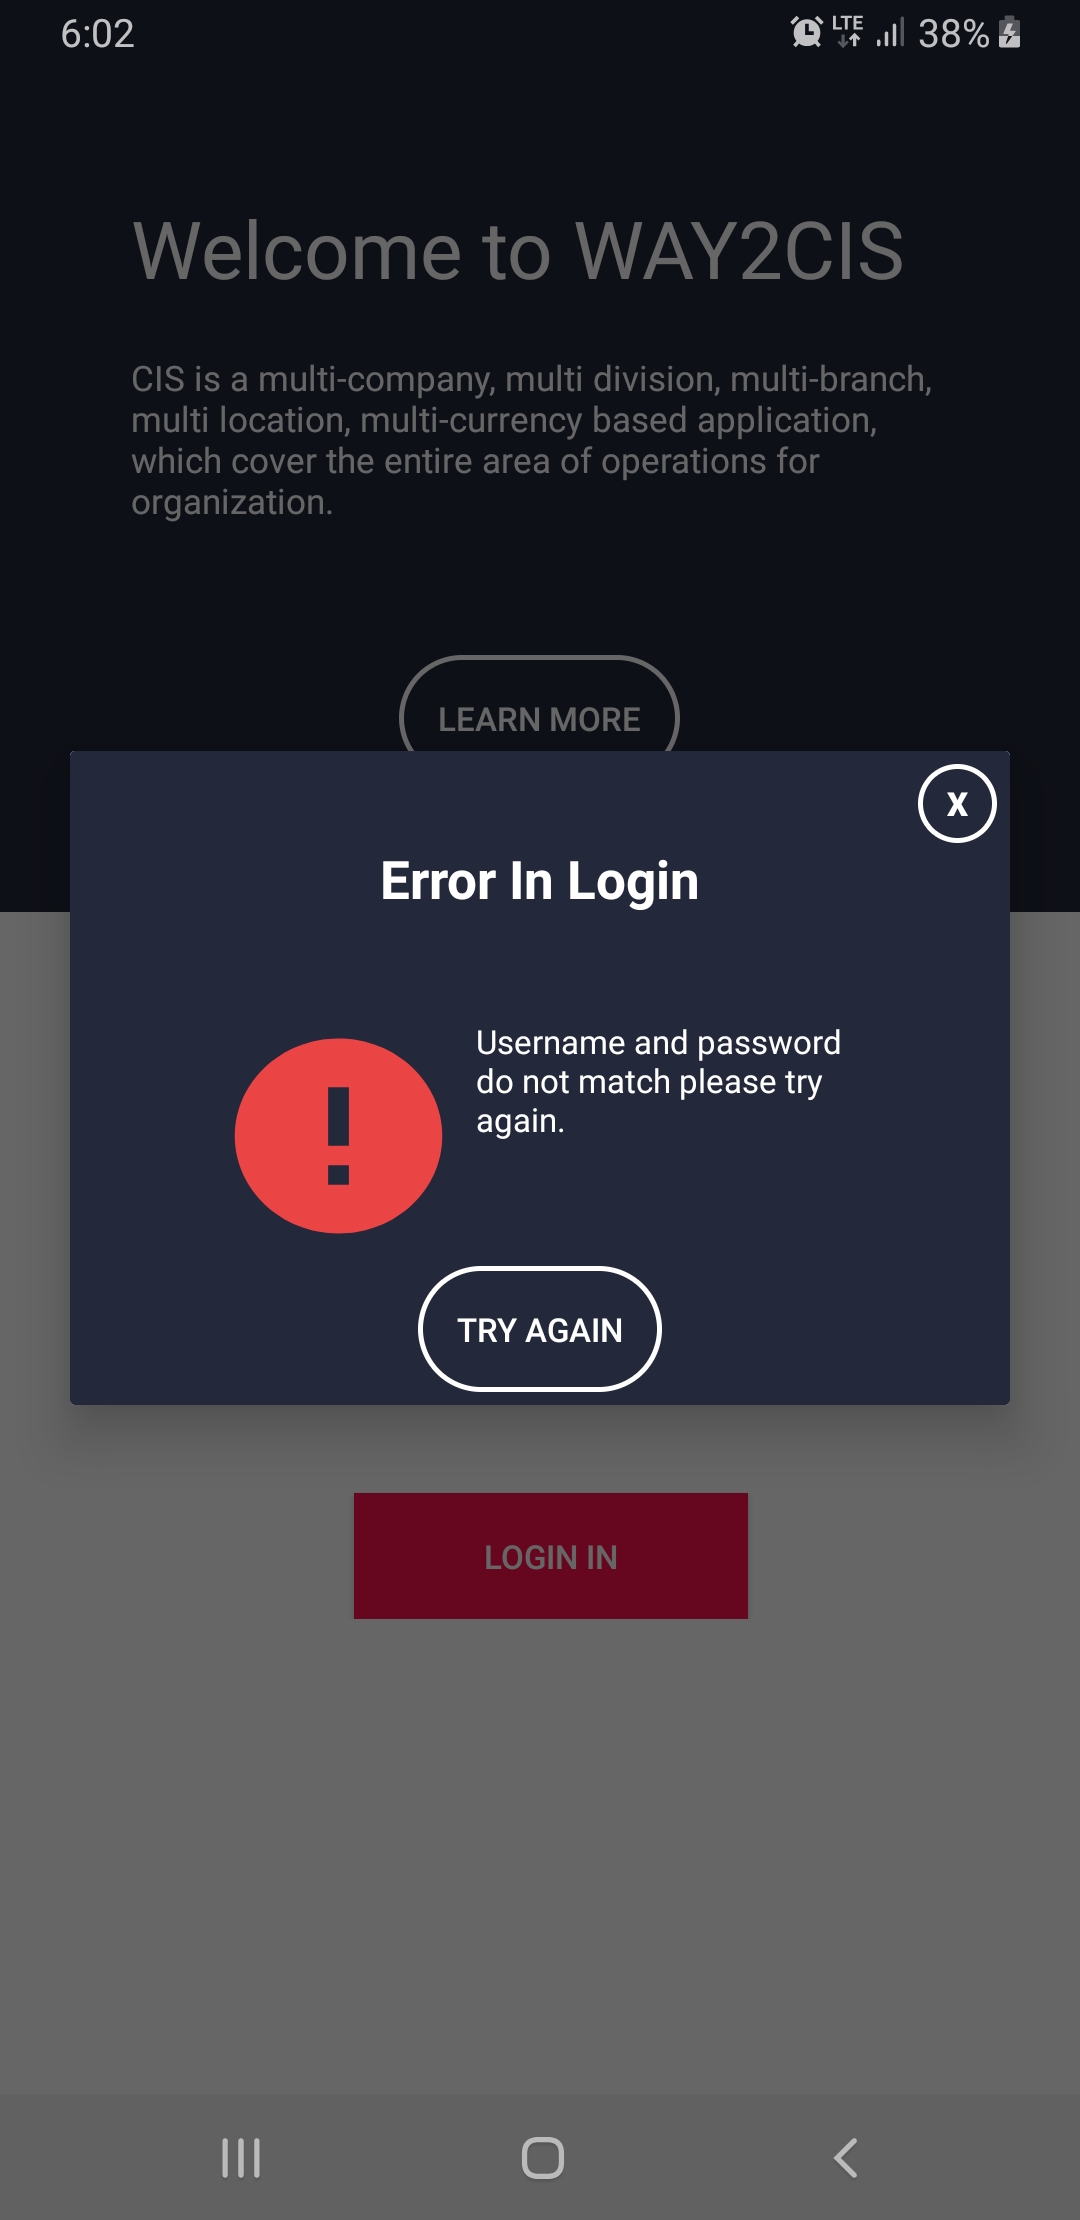 6:02 LTE 38%
Welcome to WAY2CIS
CIS is a multi-company, multi division, multi-branch,
multi location, multi-currency based application,
which cover the entire area of operations for
organization.
LEARN MORE
X
Error In Login
Username and password
do not match please try
again.
TRY AGAIN
LOGIN IN